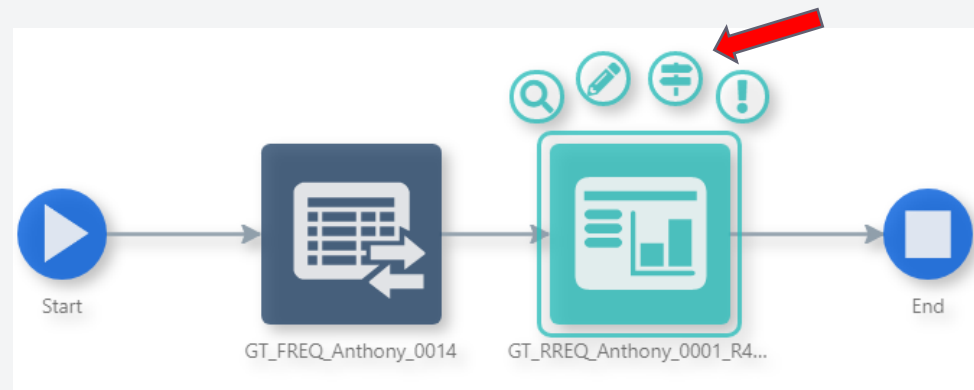 Start
GT_FREQ_Anthony_0014
GT_RREQ_Anthony_0001_R4...
End